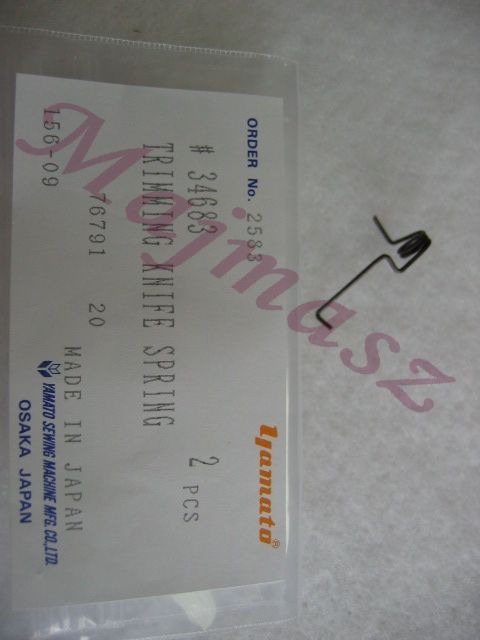 ORDER No. 2583
yamato®
# 34683
2 PCS
TRIMMING KNIFE SPRING
76791 20
MADE IN JAPAN
156-09
YAMATO SEWING MACHINE MFG. CO., LTD.
OSAKA JAPAN
Majmasz